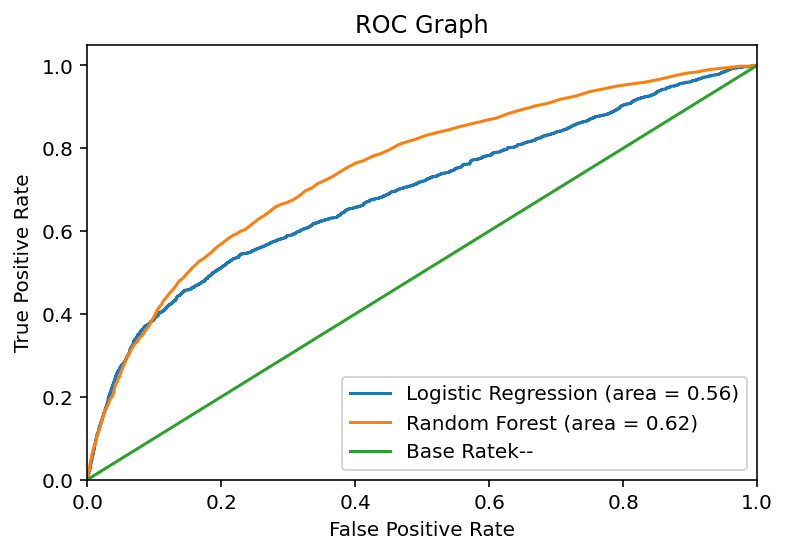 ROC Graph
1.0
0.8
0.6
0.4
0.2
0.0
True Positive Rate
Logistic Regression (area = 0.56)
Random Forest (area = 0.62)
Base Ratek--
0.0 0.2 0.4 0.6 0.8 1.0
False Positive Rate